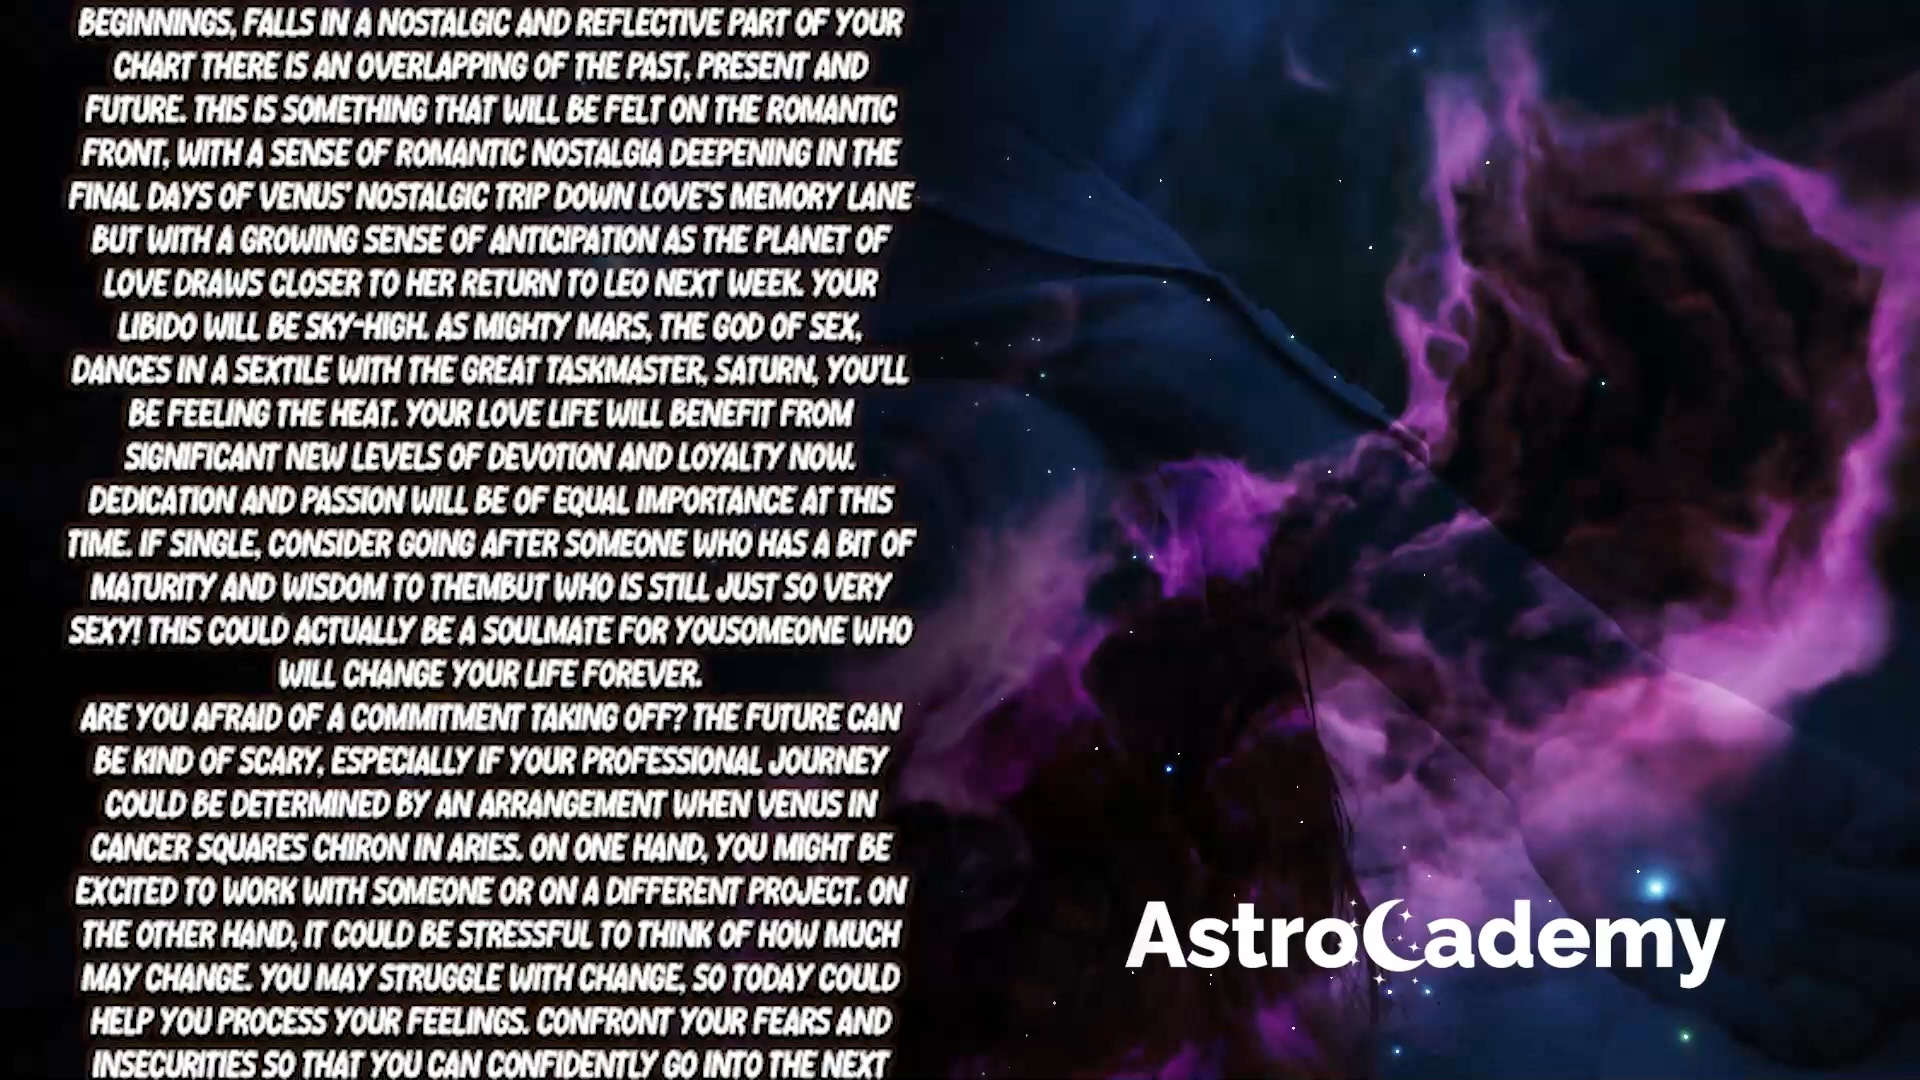 BEGINNINGS, FALLS IN A NOSTALGIC AND REFLECTIVE PART OF YOUR
CHART THERE IS AN OVERLAPPING OF THE PAST, PRESENT AND
FUTURE. THIS IS SOMETHING THAT WILL BE FELT ON THE ROMANTIC
FRONT, WITH A SENSE OF ROMANTIC NOSTALGIA DEEPENING IN THE
FINAL DAYS OF VENUS' NOSTALGIC TRIP DOWN LOVE'S MEMORY LANE
BUT WITH A GROWING SENSE OF ANTICIPATION AS THE PLANET OF
LOVE DRAWS CLOSER TO HER RETURN TO LEO NEXT WEEK. YOUR
LIBIDO WILL BE SKY-HIGH. AS MIGHTY MARS, THE GOD OF SEX,
DANCES IN A SEXTILE WITH THE GREAT TASKMASTER, SATURN, YOU'LL
BE FEELING THE HEAT. YOUR LOVE LIFE WILL BENEFIT FROM
SIGNIFICANT NEW LEVELS OF DEVOTION AND LOYALTY NOW.
DEDICATION AND PASSION WILL BE OF EQUAL IMPORTANCE AT THIS
TIME. IF SINGLE, CONSIDER GOING AFTER SOMEONE WHO HAS A BIT OF
MATURITY AND WISDOM TO THEMBUT WHO IS STILL JUST SO VERY
SEXY! THIS COULD ACTUALLY BE A SOULMATE FOR YOUSOMEONE WHO
WILL CHANGE YOUR LIFE FOREVER.
ARE YOU AFRAID OF A COMMITMENT TAKING OFF? THE FUTURE CAN
BE KIND OF SCARY, ESPECIALLY IF YOUR PROFESSIONAL JOURNEY
COULD BE DETERMINED BY AN ARRANGEMENT WHEN VENUS IN
CANCER SQUARES CHIRON IN ARIES. ON ONE HAND, YOU MIGHT BE
EXCITED TO WORK WITH SOMEONE OR ON A DIFFERENT PROJECT. ON
THE OTHER HAND, IT COULD BE STRESSFUL TO THINK OF HOW MUCH
MAY CHANGE. YOU MAY STRUGGLE WITH CHANGE, SO TODAY COULD
HELP YOU PROCESS YOUR FEELINGS. CONFRONT YOUR FEARS AND
INSECURITIES SO THAT YOU CAN CONFIDENTLY GO INTO THE NEXT
AstroCademy